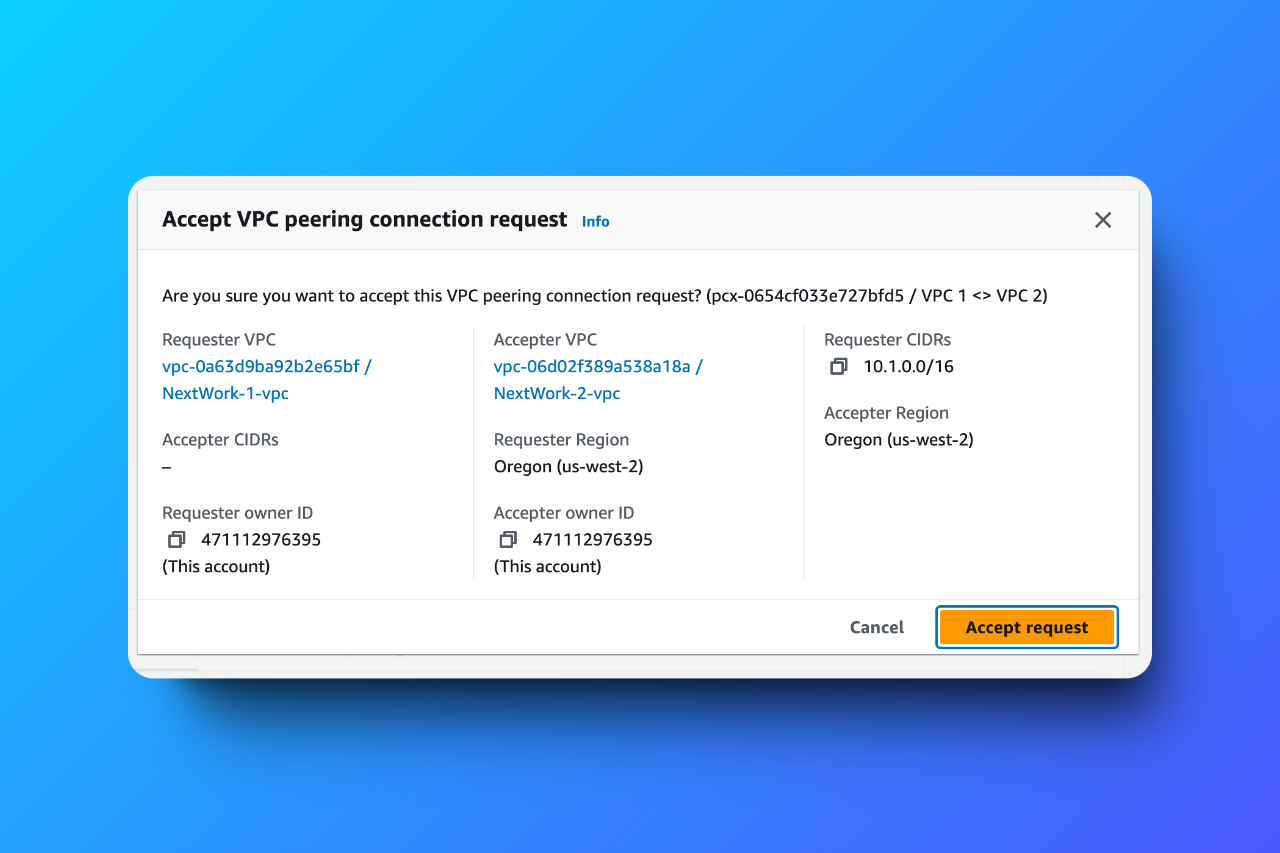 Accept VPC peering connection request Info
Are you sure you want to accept this VPC peering connection request? (pcx-0654cf033e727bfd5 / VPC 1 <> VPC 2)
Requester VPC
vpc-0a63d9ba92b2e65bf /
NextWork-1-vpc
Accepter CIDRs
–
Requester owner ID
471112976395
(This account)
Accepter VPC
vpc-06d02f389a538a18a /
NextWork-2-vpc
Requester Region
Oregon (us-west-2)
Accepter owner ID
471112976395
(This account)
Requester CIDRs
10.1.0.0/16
Accepter Region
Oregon (us-west-2)
Cancel
Accept request